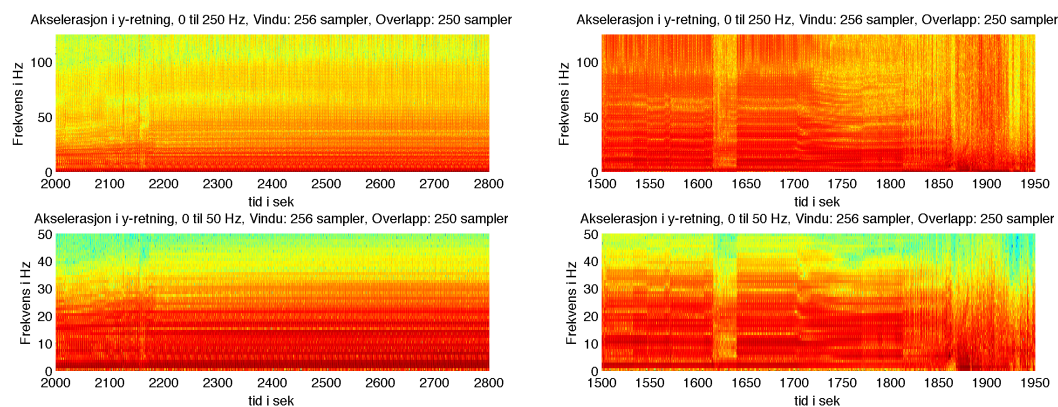 Akselerasjon i y-retning, 0 til 250 Hz, Vindu: 256 sampler, Overlapp: 250 sampler
Frekvens i Hz
100
50
0
2000 2100 2200 2300 2400 2500 2600 2700 2800
tid i sek
Akselerasjon i y-retning, 0 til 250 Hz, Vindu: 256 sampler, Overlapp: 250 sampler
Frekvens i Hz
100
50
0
1500 1550 1600 1650 1700 1750 1800 1850 1900 1950
tid i sek
Akselerasjon i y-retning, 0 til 50 Hz, Vindu: 256 sampler, Overlapp: 250 sampler
Frekvens i Hz
50
40
30
20
10
0
2000 2100 2200 2300 2400 2500 2600 2700 2800
tid i sek
Akselerasjon i y-retning, 0 til 50 Hz, Vindu: 256 sampler, Overlapp: 250 sampler
Frekvens i Hz
50
40
30
20
10
0
1500 1550 1600 1650 1700 1750 1800 1850 1900 1950
tid i sek